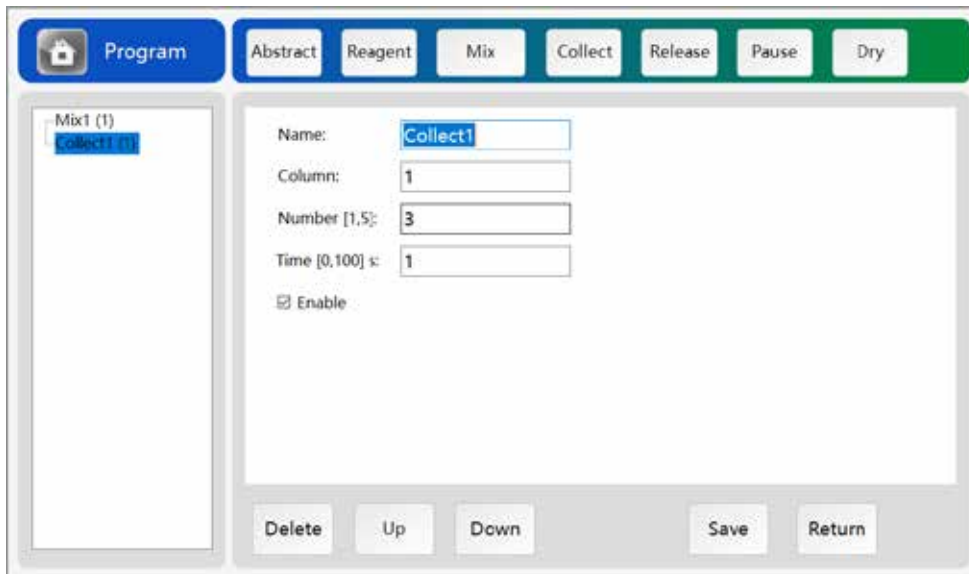 Program
Abstract Reagent Mix Collect Release Pause Dry
Mix1 (1)
Collect1 (1)
Name: Collect1
Column: 1
Number [1,5]: 3
Time [0,100] s: 1
Enable
Delete Up Down Save Return